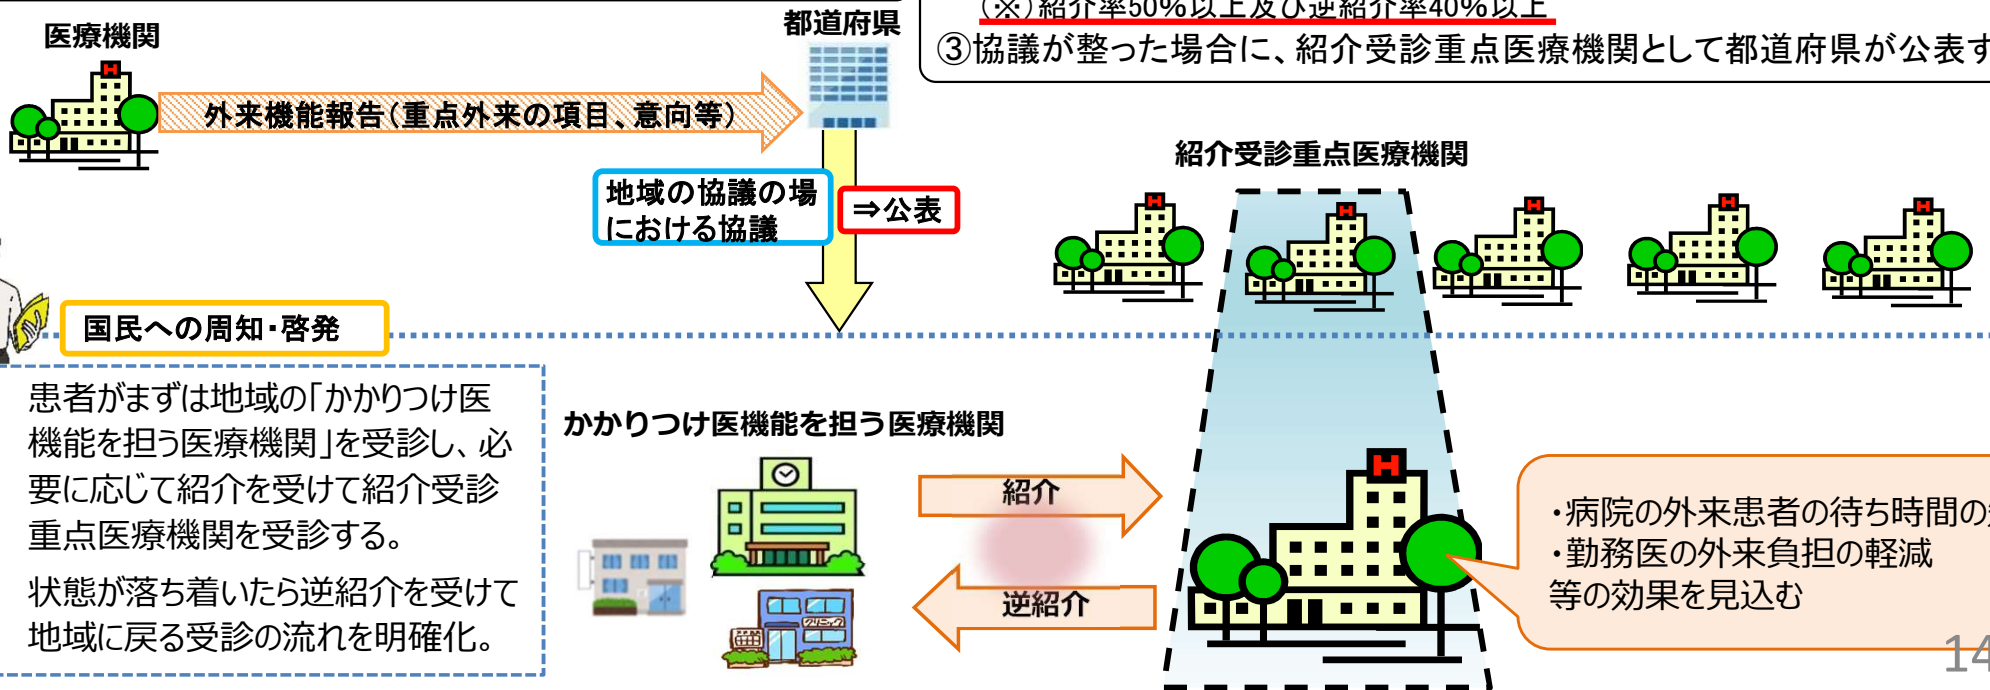 (※)紹介率50%以上及び逆紹介率40%以上
③協議が整った場合に、紹介受診重点医療機関として都道府県が公表す
都道府県
医療機関
外来機能報告(重点外来の項目、意向等)
地域の協議の場
における協議
⇒公表
紹介受診重点医療機関
国民への周知・啓発
患者がまずは地域の「かかりつけ医
機能を担う医療機関」を受診し、必
要に応じて紹介を受けて紹介受診
重点医療機関を受診する。
状態が落ち着いたら逆紹介を受けて
地域に戻る受診の流れを明確化。
かかりつけ医機能を担う医療機関
クリニック
紹介
逆紹介
・病院の外来患者の待ち時間の
・勤務医の外来負担の軽減
等の効果を見込む
14